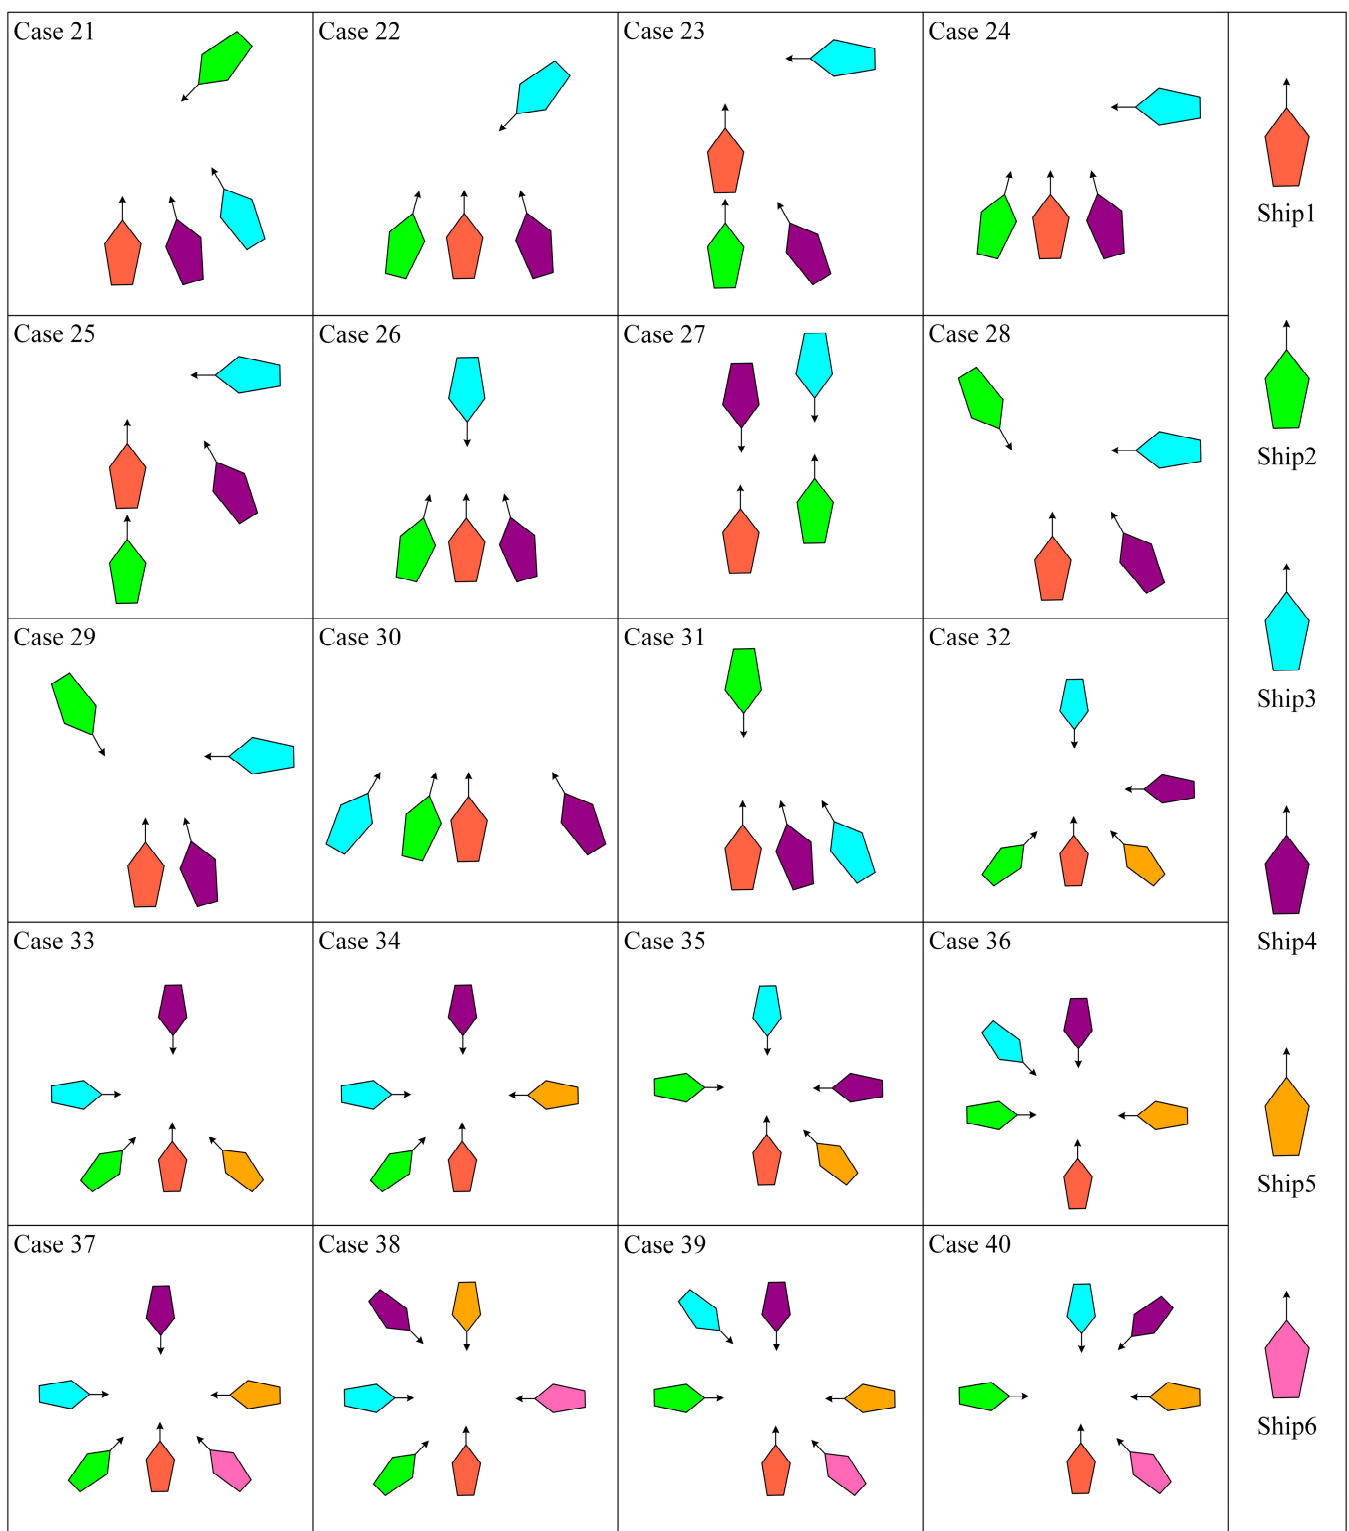 Case 21
Case 22
Case 23
Case 24
Ship1
Case 25
Case 26
Case 27
Case 28
Ship2
Case 29
Case 30
Case 31
Case 32
Ship3
Case 33
Case 34
Case 35
Case 36
Ship4
Ship5
Case 37
Case 38
Case 39
Case 40
Ship6